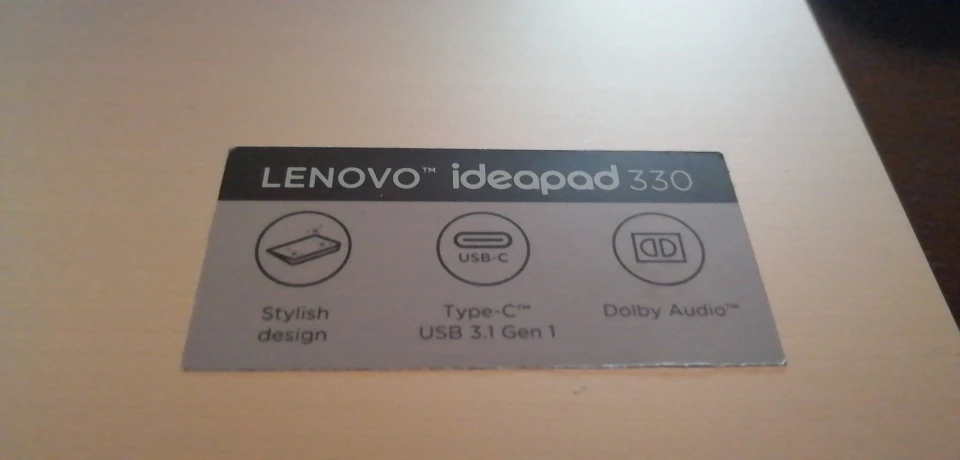 LENOVO™ ideapad 330
USB-C
Stylish
design
Type-C™
USB 3.1 Gen 1
Dolby Audio™